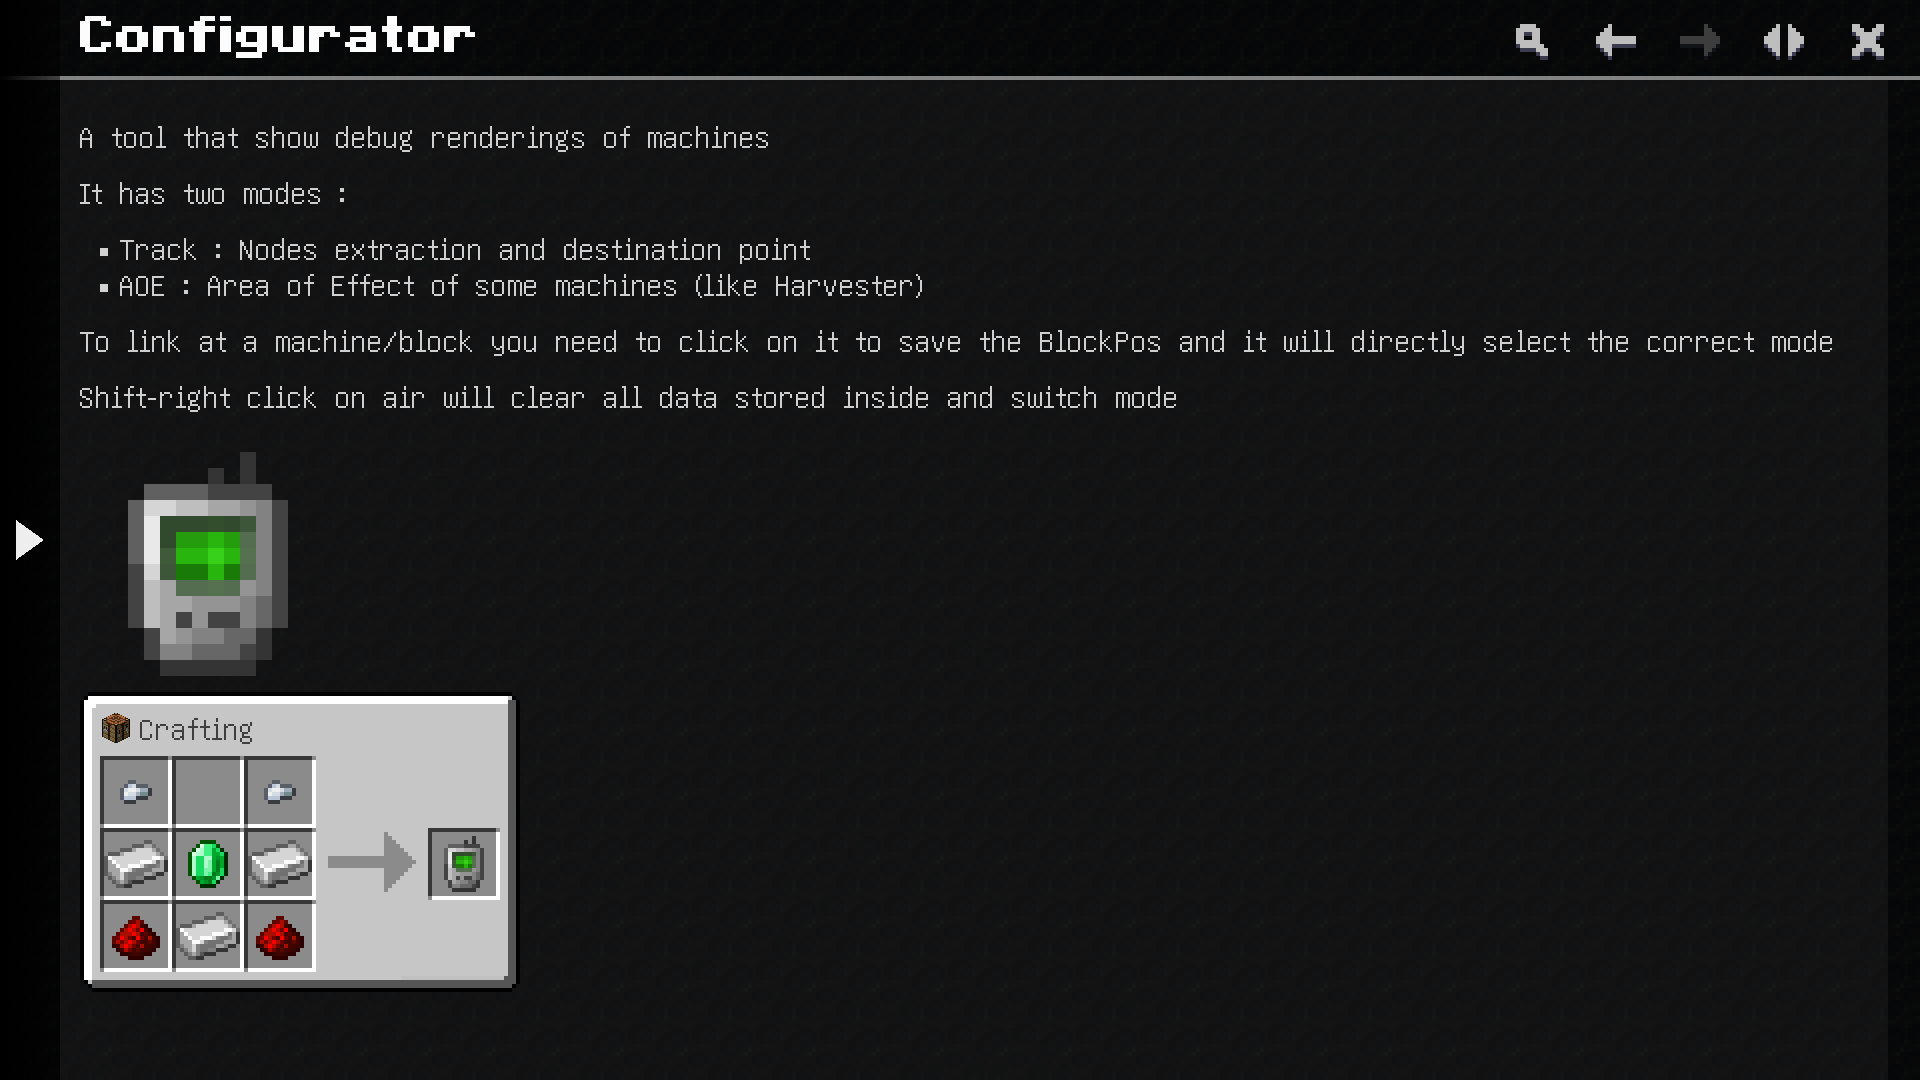 Configurator
A tool that show debug renderings of machines
It has two modes :
▪ Track : Nodes extraction and destination point
▪ AOE : Area of Effect of some machines (like Harvester)
To link at a machine/block you need to click on it to save the BlockPos and it will directly select the correct mode
Shift-right click on air will clear all data stored inside and switch mode
Crafting